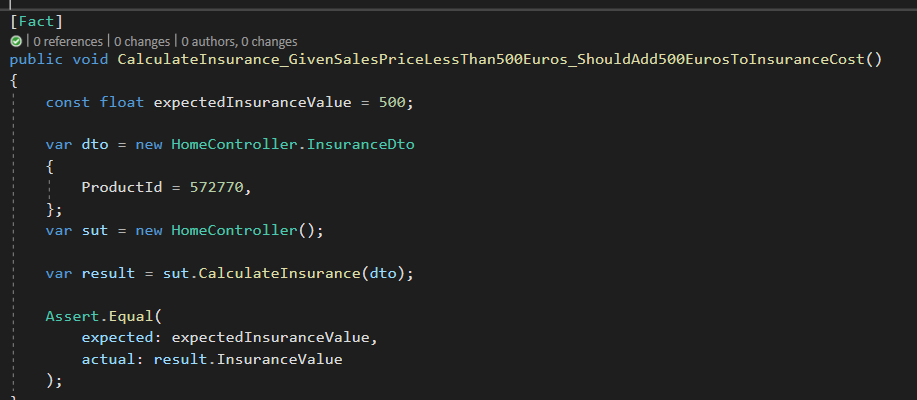 [Fact]
0 references | 0 changes | 0 authors, 0 changes
public void CalculateInsurance_GivenSalesPriceLessThan500Euros_ShouldAdd500EurosToInsuranceCost()
{
    const float expectedInsuranceValue = 500;
    var dto = new HomeController.InsuranceDto
    {
        ProductId = 572770,
    };
    var sut = new HomeController();
    var result = sut.CalculateInsurance(dto);
    Assert.Equal(
        expected: expectedInsuranceValue,
        actual: result.InsuranceValue
    );
}